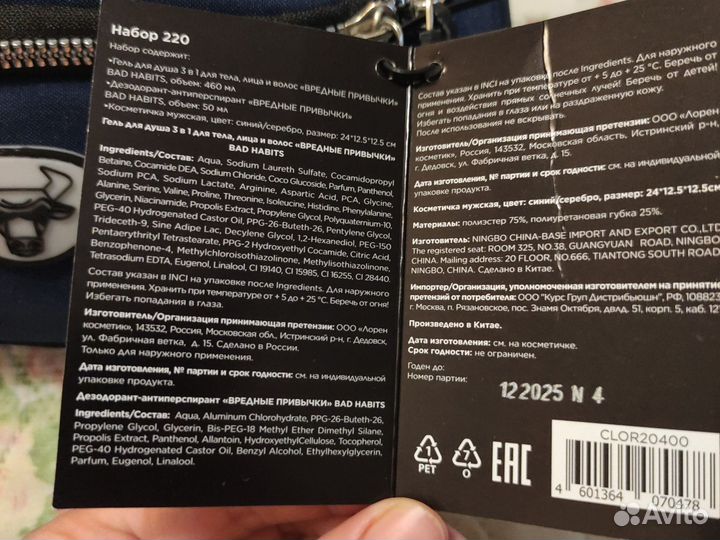 Набор 220
Набор содержит:
•Гель для душа 3 в 1 для тела, лица и волос «ВРЕДНЫЕ ПРИВЫЧКИ»
BAD HABITS, объем: 460 мл
•Дезодорант-антиперспирант «ВРЕДНЫЕ ПРИВЫЧКИ»
BAD HABITS, объем: 50 мл
•Косметичка мужская, цвет: синий/серебро, размер: 24*12.5*12.5 см
Гель для душа 3 в 1 для тела, лица и волос «ВРЕДНЫЕ ПРИВЫЧКИ»
BAD HABITS
Ingredients/Состав: Aqua, Sodium Laureth Sulfate, Cocamidopropyl
Betaine, Cocamide DEA, Sodium Chloride, Coco Glucoside, Parfum, Panthenol,
Sodium PCA, Sodium Lactate, Arginine, Aspartic Acid, PCA, Glycine,
Alanine, Serine, Valine, Proline, Threonine, Isoleucine, Histidine, Phenylalanine,
Glycerin, Niacinamide, Propolis Extract, Propylene Glycol, Polyquaternium-10,
PEG-40 Hydrogenated Castor Oil, PPG-26-Buteth-26, Pentylene Glycol,
Trideceth-9, Sine Adipe Lac, Decylene Glycol, 1,2-Hexanediol, PEG-150
Pentaerythrityl Tetrastearate, PPG-2 Hydroxyethyl Cocamide, Citric Acid,
Benzophenone-4, Methylchloroisothiazolinone, Methylisothiazolinone,
Tetrasodium EDTA, Eugenol, Linalool, CI 19140, CI 15985, CI 16255, CI 28440.
Состав указан в INCI на упаковке после Ingredients. Для наружного
применения. Хранить при температуре от + 5 до + 25 °С. Беречь от огня!
Избегать попадания в глаза.
Изготовитель/Организация принимающая претензии: ООО «Лорен
косметик», 143532, Россия, Московская обл., Истринский р-н, г. Дедовск,
ул. Фабричная ветка, д. 15. Сделано в России.
Только для наружного применения.
Дата изготовления, № партии и срок годности: см. на индивидуальной
упаковке продукта.
Дезодорант-антиперспирант «ВРЕДНЫЕ ПРИВЫЧКИ» BAD HABITS
Ingredients/Состав: Aqua, Aluminum Chlorohydrate, PPG-26-Buteth-26,
Propylene Glycol, Glycerin, Bis-PEG-18 Methyl Ether Dimethyl Silane,
Propolis Extract, Panthenol, Allantoin, HydroxyethylCellulose, Tocopherol,
PEG-40 Hydrogenated Castor Oil, Benzyl Alcohol, Ethylhexylglycerin,
Parfum, Eugenol, Linalool.
Состав указан в INCI на упаковке после Ingredients. Для наружного
применения. Хранить при температуре от + 5 до + 25 °С. Беречь от
огня и воздействия прямых солнечных лучей! Беречь от детей!
Избегать попадания в глаза или на раздраженную кожу.
После использования не вскрывать.
Изготовитель/Организация принимающая претензии: ООО «Лорен
косметик», Россия, 143532, Московская область, Истринский р-н,
г. Дедовск, ул. Фабричная ветка, д. 15.
Дата изготовления, № партии и срок годности: см. на индивидуальной
упаковке продукта.
Косметичка мужская, цвет: синий/серебро, размер: 24*12.5*12.5см
Материалы: полиэстер 75%, полиуретановая губка 25%.
Изготовитель: NINGBO CHINA-BASE IMPORT AND EXPORT CO.,LTD
The registed seat: ROOM 325, NO.38, GUANGYUAN ROAD, NINGBO,
CHINA. Mailing address: 20 FLOOR, NO.666, TIANTONG SOUTH ROAD,
NINGBO, CHINA. Сделано в Китае.
Импортер/Организация, уполномоченная изготовителем на принятие
претензий от потребителя: ООО "Курс Груп Дистрибьюшн", РФ, 108823
г. Москва, п. Рязановское, пос. Знамя Октября, двлд. 51, корп. 5, каб. 12
Произведено в Китае.
Дата изготовления: см. на косметичке.
Срок годности: не ограничен.
Годен до:
Номер партии:
12 2025 N 4
CLOR20400
1
PET
7
O
EAC
4 601364 070478
Avito